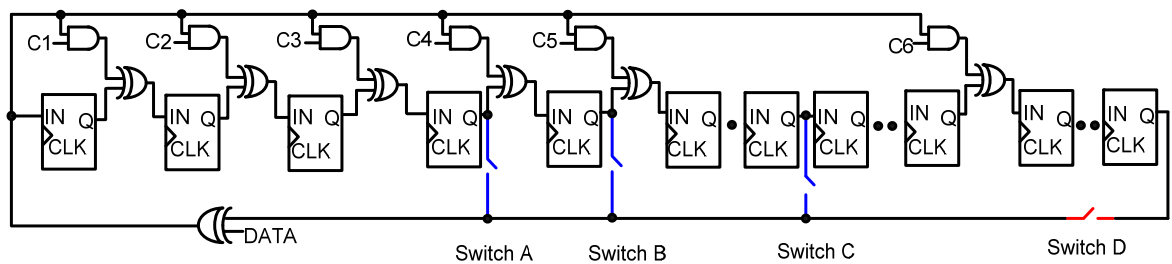 C1
C2
C3
C4
C5
C6
IN Q
CLK
IN Q
CLK
IN Q
CLK
IN Q
CLK
IN Q
CLK
IN Q
CLK
IN Q
CLK
IN Q
CLK
IN Q
CLK
IN Q
CLK
IN Q
CLK
DATA
Switch A
Switch B
Switch C
Switch D